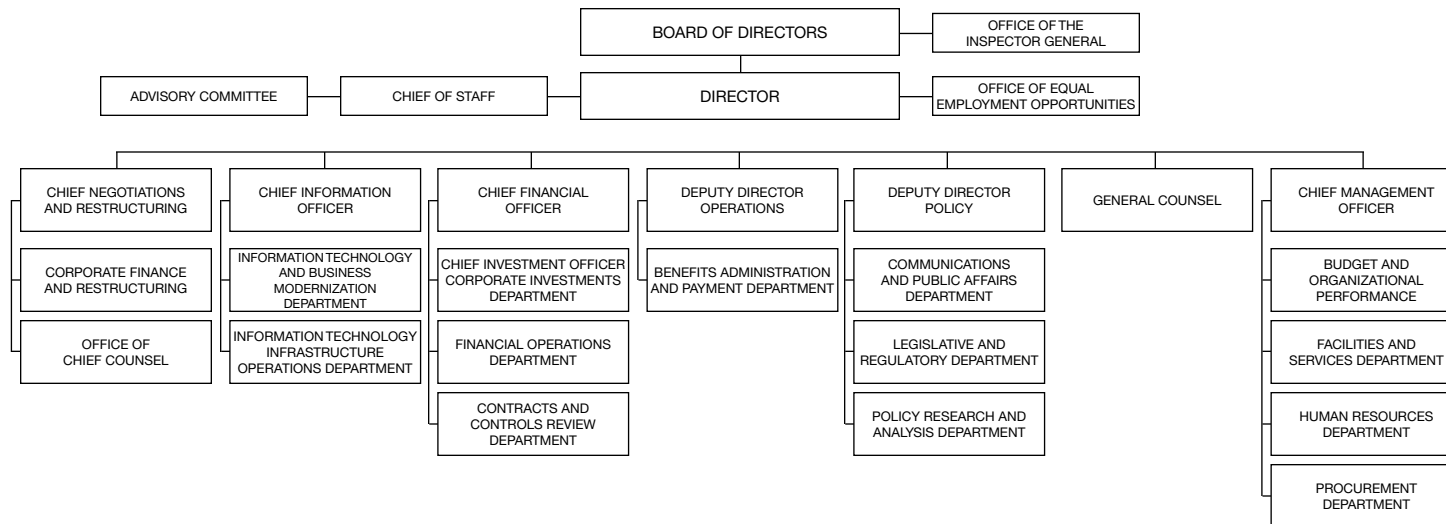 BOARD OF DIRECTORS
OFFICE OF THE
INSPECTOR GENERAL
ADVISORY COMMITTEE
CHIEF OF STAFF
DIRECTOR
OFFICE OF EQUAL
EMPLOYMENT OPPORTUNITIES
CHIEF NEGOTIATIONS
AND RESTRUCTURING
CHIEF INFORMATION
OFFICER
CHIEF FINANCIAL
OFFICER
DEPUTY DIRECTOR
OPERATIONS
DEPUTY DIRECTOR
POLICY
GENERAL COUNSEL
CHIEF MANAGEMENT
OFFICER
CORPORATE FINANCE
AND RESTRUCTURING
INFORMATION TECHNOLOGY
AND BUSINESS
MODERNIZATION
DEPARTMENT
CHIEF INVESTMENT OFFICER
CORPORATE INVESTMENTS
DEPARTMENT
BENEFITS ADMINISTRATION
AND PAYMENT DEPARTMENT
COMMUNICATIONS
AND PUBLIC AFFAIRS
DEPARTMENT
BUDGET AND
ORGANIZATIONAL
PERFORMANCE
OFFICE OF
CHIEF COUNSEL
INFORMATION TECHNOLOGY
INFRASTRUCTURE
OPERATIONS DEPARTMENT
FINANCIAL OPERATIONS
DEPARTMENT
LEGISLATIVE AND
REGULATORY DEPARTMENT
FACILITIES AND
SERVICES DEPARTMENT
CONTRACTS AND
CONTROLS REVIEW
DEPARTMENT
POLICY RESEARCH AND
ANALYSIS DEPARTMENT
HUMAN RESOURCES
DEPARTMENT
PROCUREMENT
DEPARTMENT